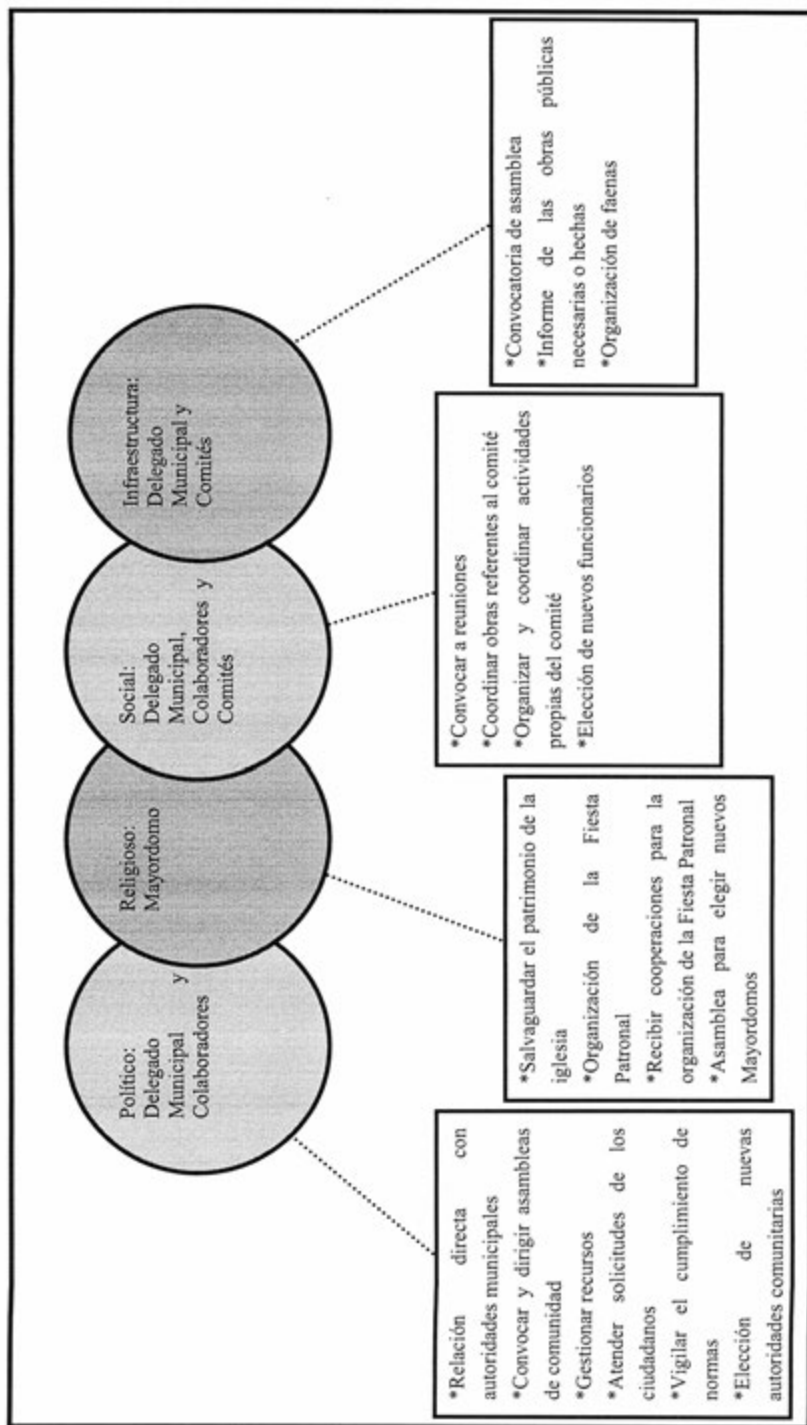 Político:
Delegado
Municipal y
Colaboradores
Religioso:
Mayordomo
Social:
Delegado
Municipal,
Colaboradores y
Comités
Infraestructura:
Delegado
Municipal y
Comités
*Relación directa con
autoridades municipales
*Convocar y dirigir asambleas
de comunidad
*Gestionar recursos
*Atender solicitudes de los
ciudadanos
*Vigilar el cumplimiento de
normas
*Elección de nuevas
autoridades comunitarias
*Salvaguardar el patrimonio de la
iglesia
*Organización de la Fiesta
Patronal
*Recibir cooperaciones para la
organización de la Fiesta Patronal
*Asamblea para elegir nuevos
Mayordomos
*Convocar a reuniones
*Coordinar obras referentes al comité
*Organizar y coordinar actividades
propias del comité
*Elección de nuevos funcionarios
*Convocatoria de asamblea
*Informe de las obras públicas
necesarias o hechas
*Organización de faenas